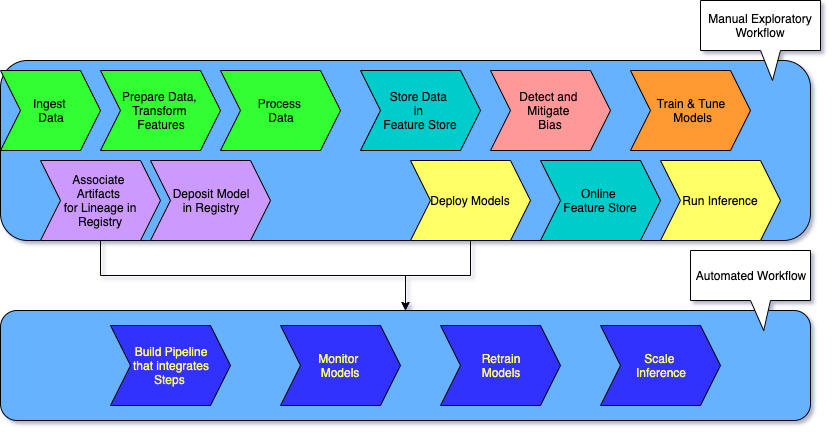 Manual Exploratory
Workflow
Ingest
Data
Prepare Data,
Transform
Features
Process
Data
Store Data
in
Feature Store
Detect and
Mitigate
Bias
Train & Tune
Models
Associate
Artifacts
for Lineage in
Registry
Deposit Model
in Registry
Deploy Models
Online
Feature Store
Run Inference
Automated Workflow
Build Pipeline
that integrates
Steps
Monitor
Models
Retrain
Models
Scale
Inference